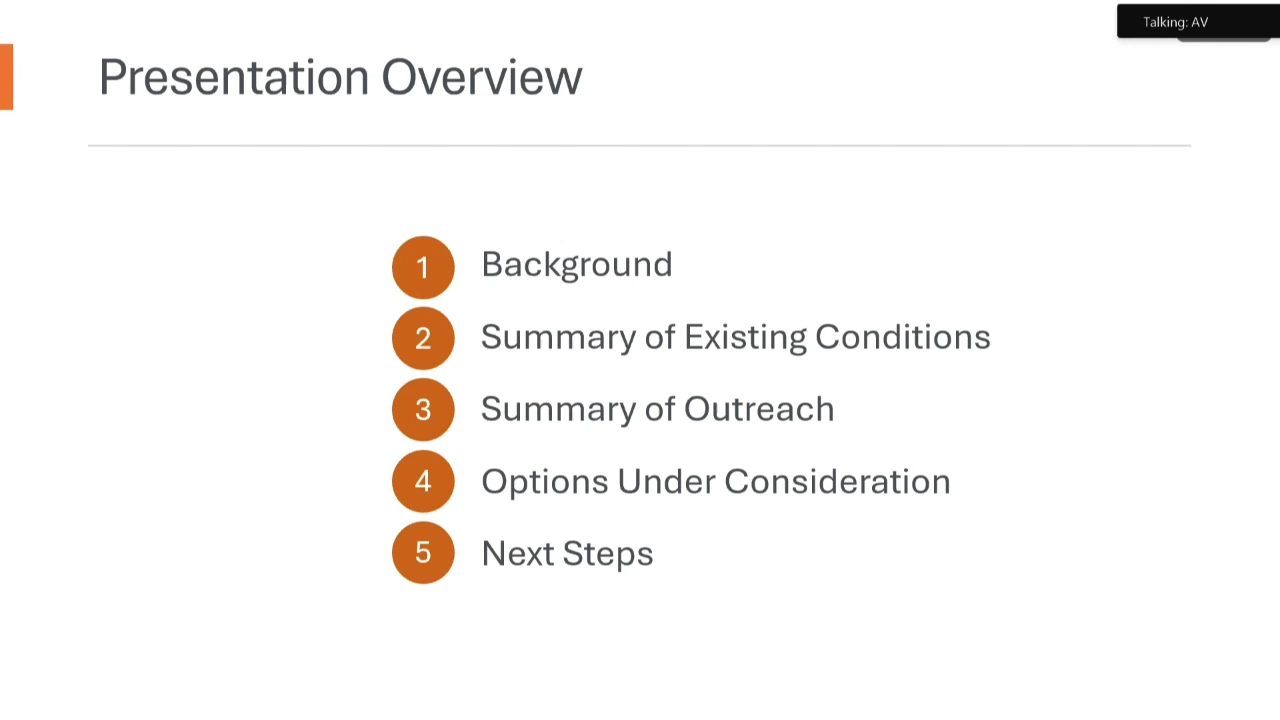 Talking: AV
Presentation Overview
1 Background
2 Summary of Existing Conditions
3 Summary of Outreach
4 Options Under Consideration
5 Next Steps